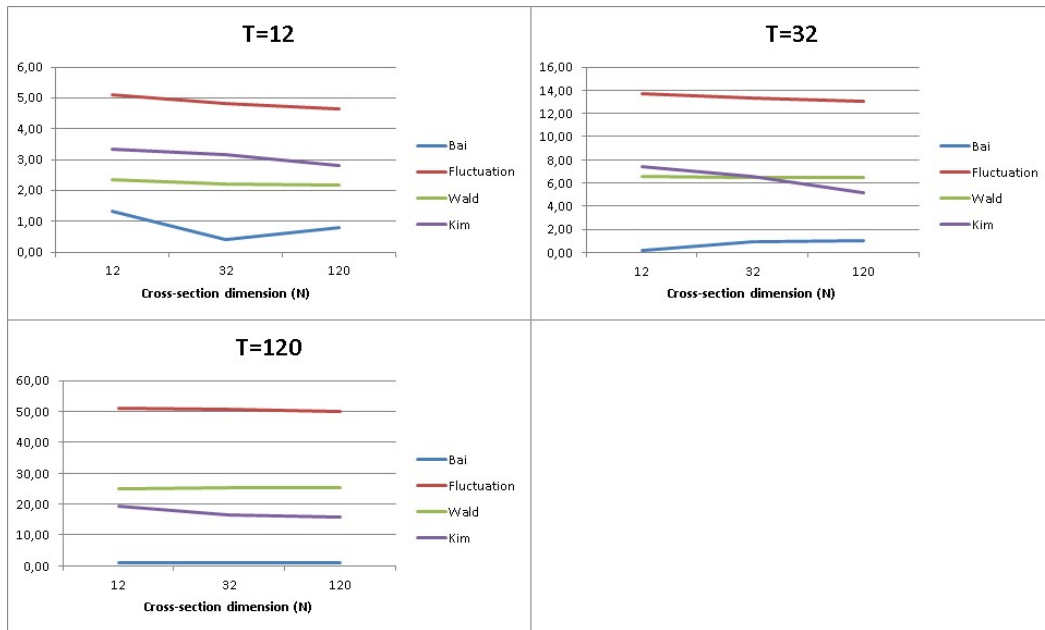 T=12
6,00
5,00
4,00
3,00
2,00
1,00
0,00
12 32 120
Cross-section dimension (N)
Bai
Fluctuation
Wald
Kim
T=32
16,00
14,00
12,00
10,00
8,00
6,00
4,00
2,00
0,00
12 32 120
Cross-section dimension (N)
Bai
Fluctuation
Wald
Kim
T=120
60,00
50,00
40,00
30,00
20,00
10,00
0,00
12 32 120
Cross-section dimension (N)
Bai
Fluctuation
Wald
Kim